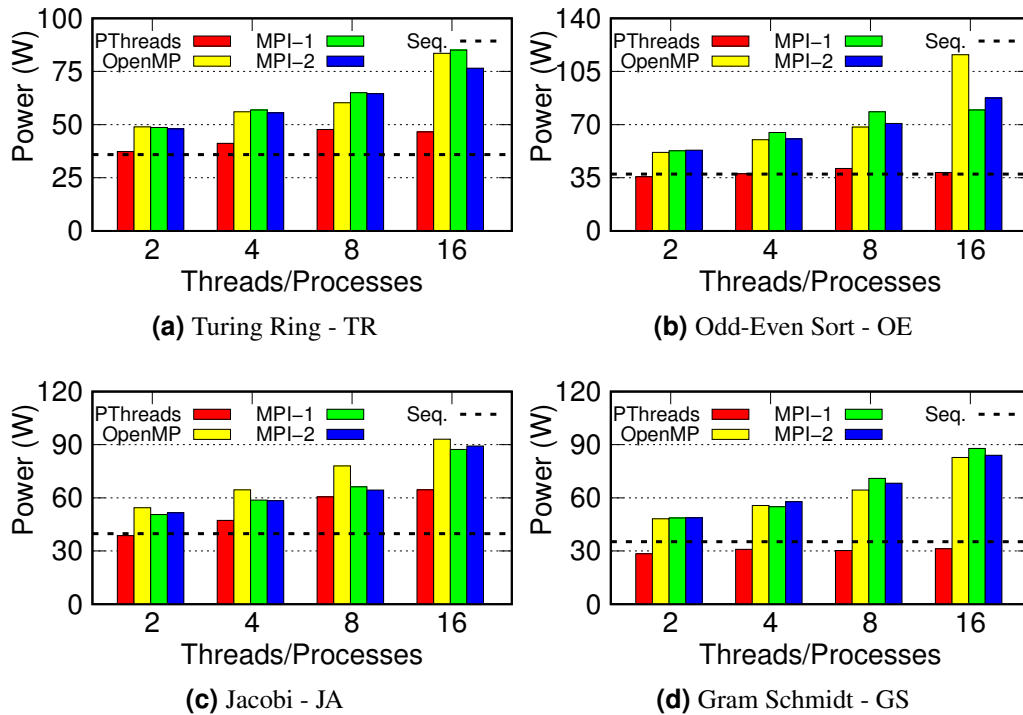 100
75
50
25
0
Power (W)
PThreads
OpenMP
MPI−1
MPI−2
Seq.
2 4 8 16
Threads/Processes
(a) Turing Ring - TR
140
105
70
35
0
Power (W)
PThreads
OpenMP
MPI−1
MPI−2
Seq.
2 4 8 16
Threads/Processes
(b) Odd-Even Sort - OE
120
90
60
30
0
Power (W)
PThreads
OpenMP
MPI−1
MPI−2
Seq.
2 4 8 16
Threads/Processes
(c) Jacobi - JA
120
90
60
30
0
Power (W)
PThreads
OpenMP
MPI−1
MPI−2
Seq.
2 4 8 16
Threads/Processes
(d) Gram Schmidt - GS